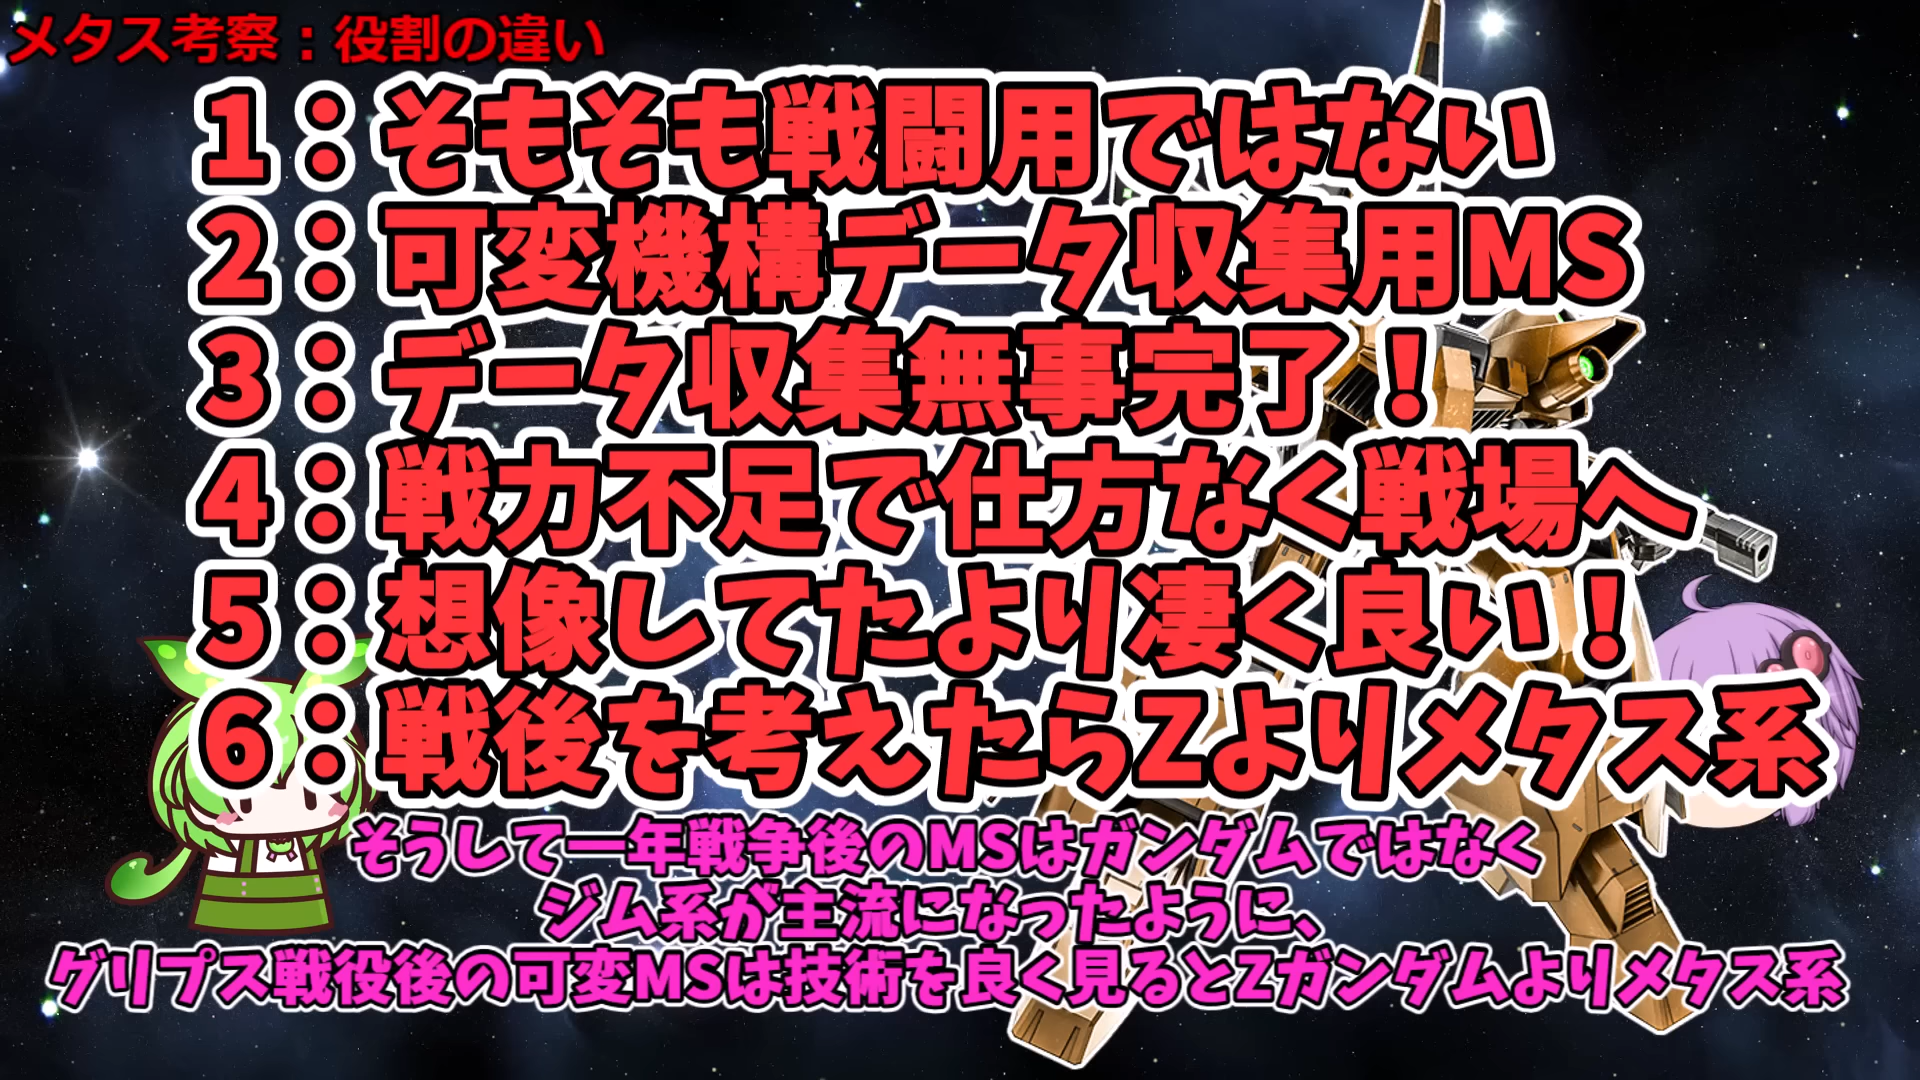 メタス考察：役割の違い
1：そもそも戦闘用ではない
2：可変機構データ収集用MS
3：データ収集無事完了！
4：戦力不足で仕方なく戦場へ
5：想像してたより凄く良い！
6：戦後を考えたらZよりメタス系
そうして一年戦争後のMSはガンダムではなく
ジム系が主流になったように、
グリプス戦役後の可変MSは技術を良く見るとZガンダムよりメタス系